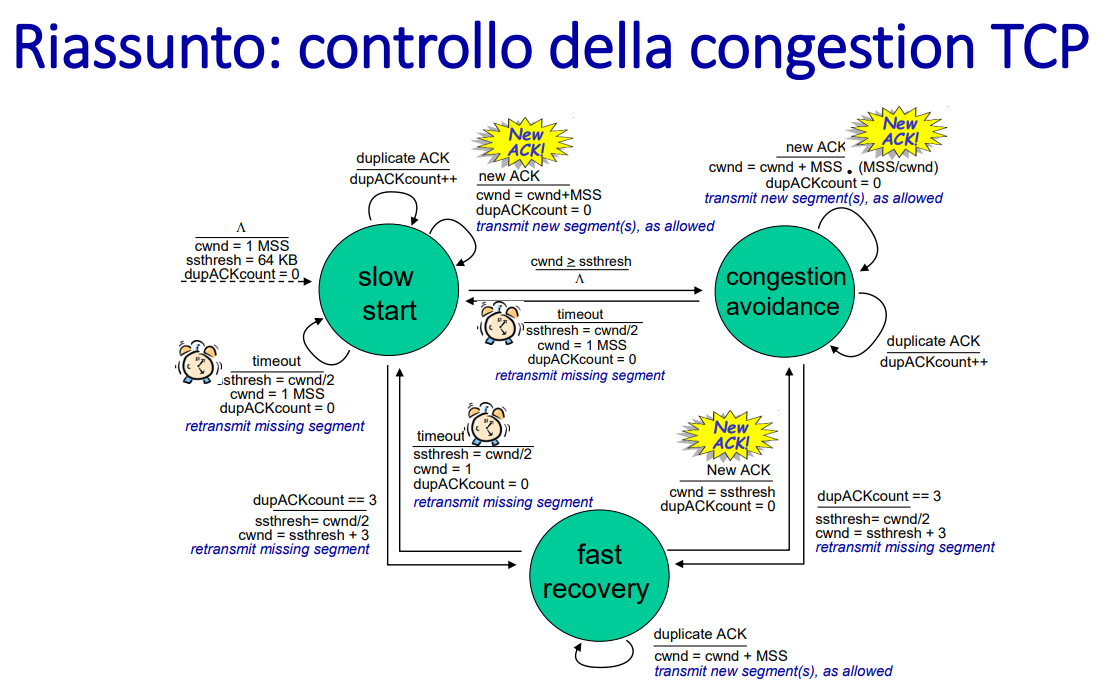 Riassunto: controllo della congestion TCP
New
ACK!
duplicate ACK
dupACKcount++
new ACK
cwnd = cwnd+MSS
dupACKcount = 0
transmit new segment(s), as allowed
New
ACK!
new ACK
cwnd = cwnd + MSS • (MSS/cwnd)
dupACKcount = 0
transmit new segment(s), as allowed
Λ
cwnd = 1 MSS
ssthresh = 64 KB
dupACKcount = 0
slow
start
cwnd ≥ ssthresh
Λ
congestion
avoidance
timeout
ssthresh = cwnd/2
cwnd = 1 MSS
dupACKcount = 0
retransmit missing segment
duplicate ACK
dupACKcount++
timeout
ssthresh = cwnd/2
cwnd = 1 MSS
dupACKcount = 0
retransmit missing segment
timeout
ssthresh = cwnd/2
cwnd = 1
dupACKcount = 0
retransmit missing segment
New
ACK!
New ACK
cwnd = ssthresh
dupACKcount = 0
dupACKcount == 3
ssthresh= cwnd/2
cwnd = ssthresh + 3
retransmit missing segment
dupACKcount == 3
ssthresh= cwnd/2
cwnd = ssthresh + 3
retransmit missing segment
fast
recovery
duplicate ACK
cwnd = cwnd + MSS
transmit new segment(s), as allowed